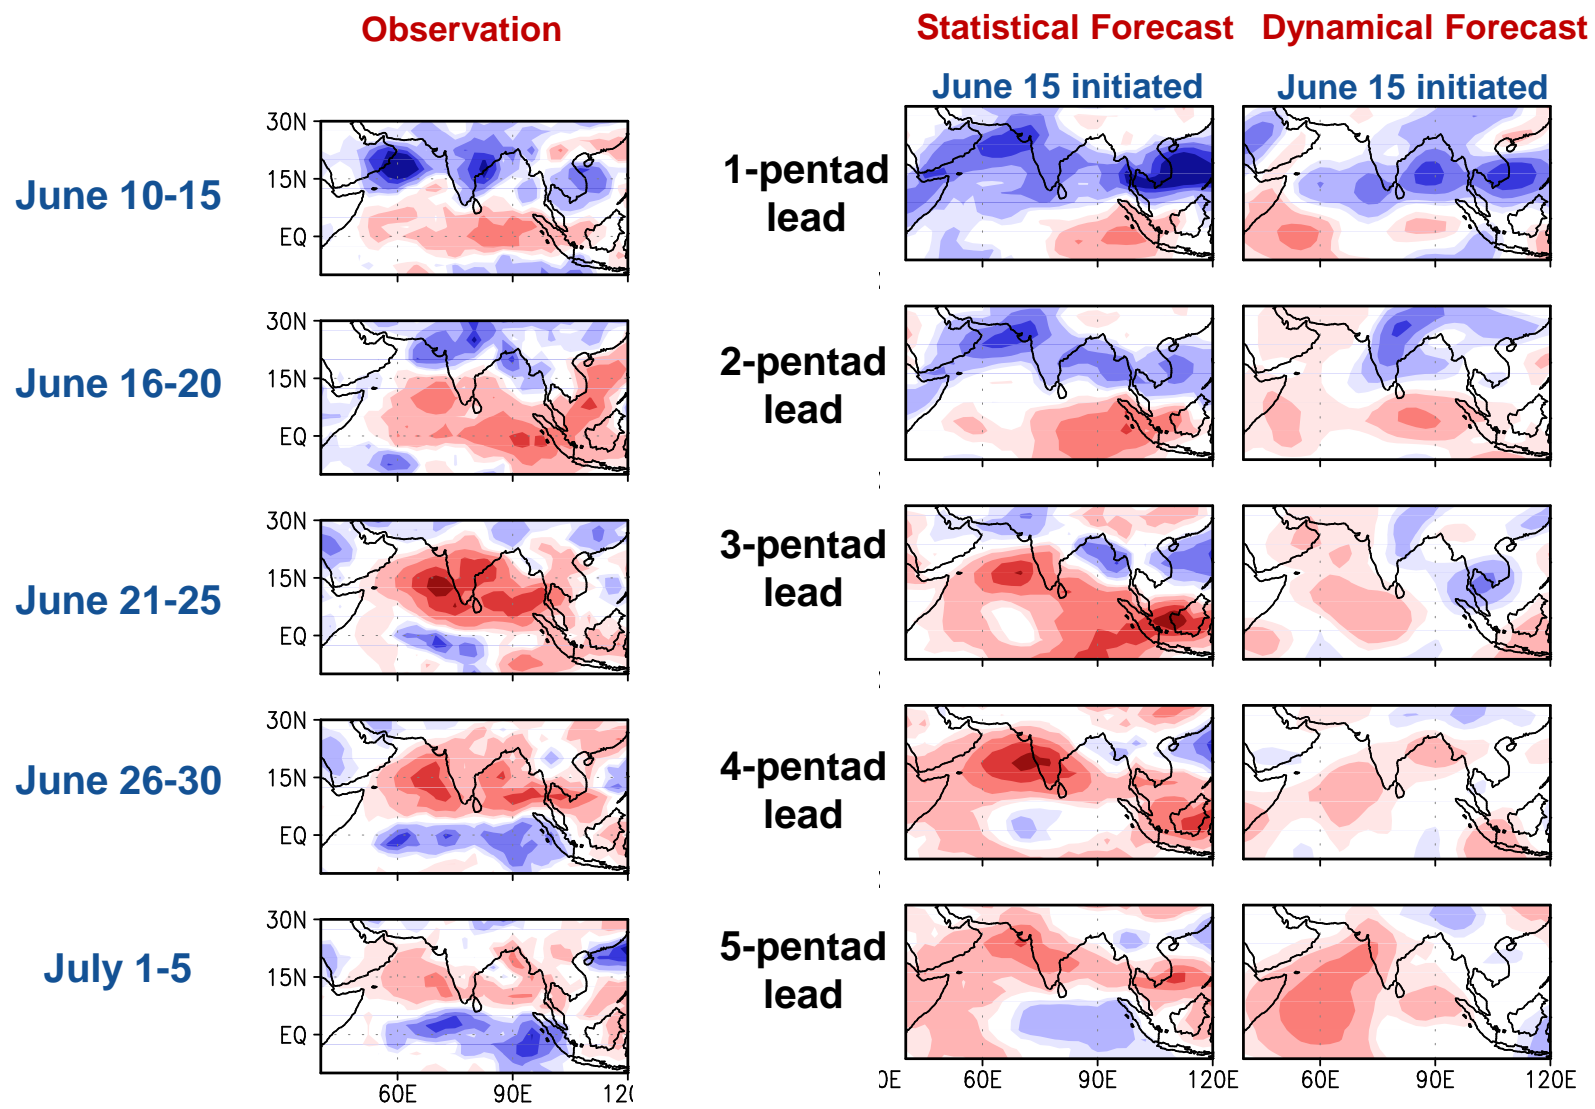 Observation
Statistical Forecast Dynamical Forecast
June 15 initiated June 15 initiated
June 10-15
30N
15N
EQ
1-pentad
lead
June 16-20
30N
15N
EQ
2-pentad
lead
June 21-25
30N
15N
EQ
3-pentad
lead
June 26-30
30N
15N
EQ
4-pentad
lead
July 1-5
30N
15N
EQ
5-pentad
lead
60E 90E 60E 90E 120E 60E 90E 120E